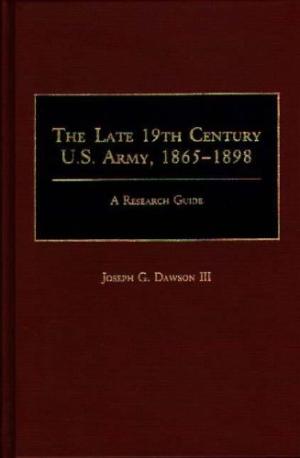 The Late 19th Century
U.S. Army, 1865–1898
A Research Guide
Joseph G. Dawson III